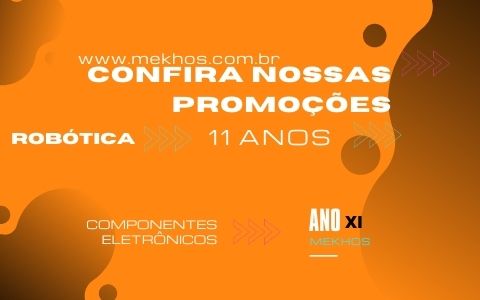 www.mekhos.com.br
CONFIRA NOSSAS
PROMOÇÕES
ROBÓTICA
11 ANOS
COMPONENTES
ELETRÔNICOS
ANO XI
MEKHOS